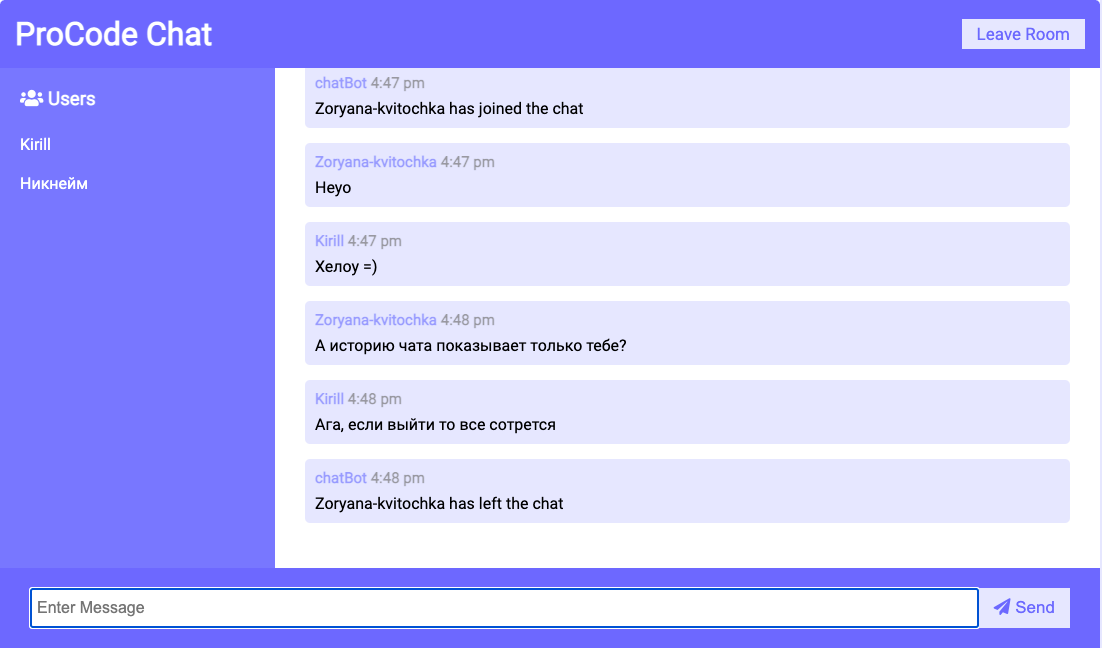 ProCode Chat
Leave Room
Users
Kirill
Никнейм
chatBot 4:47 pm
Zoryana-kvitochka has joined the chat
Zoryana-kvitochka 4:47 pm
Heyo
Kirill 4:47 pm
Хелоу =)
Zoryana-kvitochka 4:48 pm
А историю чата показывает только тебе?
Kirill 4:48 pm
Ага, если выйти то все сотрется
chatBot 4:48 pm
Zoryana-kvitochka has left the chat
Enter Message
Send